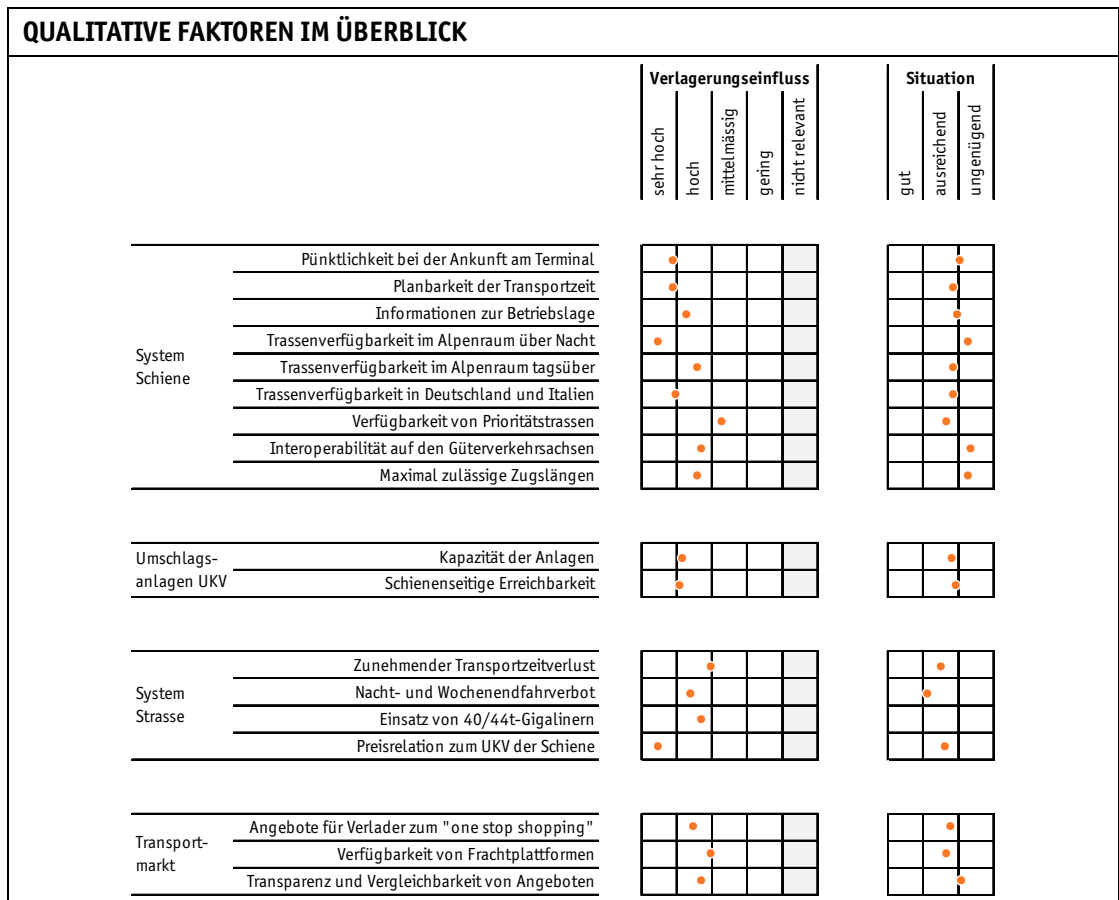 QUALITATIVE FAKTOREN IM ÜBERBLICK
Verlagerungseinfluss
Situation
sehr hoch
hoch
mittelmässig
gering
nicht relevant
gut
ausreichend
ungenügend
System
Schiene
Pünktlichkeit bei der Ankunft am Terminal
Planbarkeit der Transportzeit
Informationen zur Betriebslage
Trassenverfügbarkeit im Alpenraum über Nacht
Trassenverfügbarkeit im Alpenraum tagsüber
Trassenverfügbarkeit in Deutschland und Italien
Verfügbarkeit von Prioritätstrassen
Interoperabilität auf den Güterverkehrsachsen
Maximal zulässige Zugslängen
Umschlags-
anlagen UKV
Kapazität der Anlagen
Schienenseitige Erreichbarkeit
System
Strasse
Zunehmender Transportzeitverlust
Nacht- und Wochenendfahrverbot
Einsatz von 40/44t-Gigalinern
Preisrelation zum UKV der Schiene
Transport-
markt
Angebote für Verlader zum "one stop shopping"
Verfügbarkeit von Frachtplattformen
Transparenz und Vergleichbarkeit von Angeboten